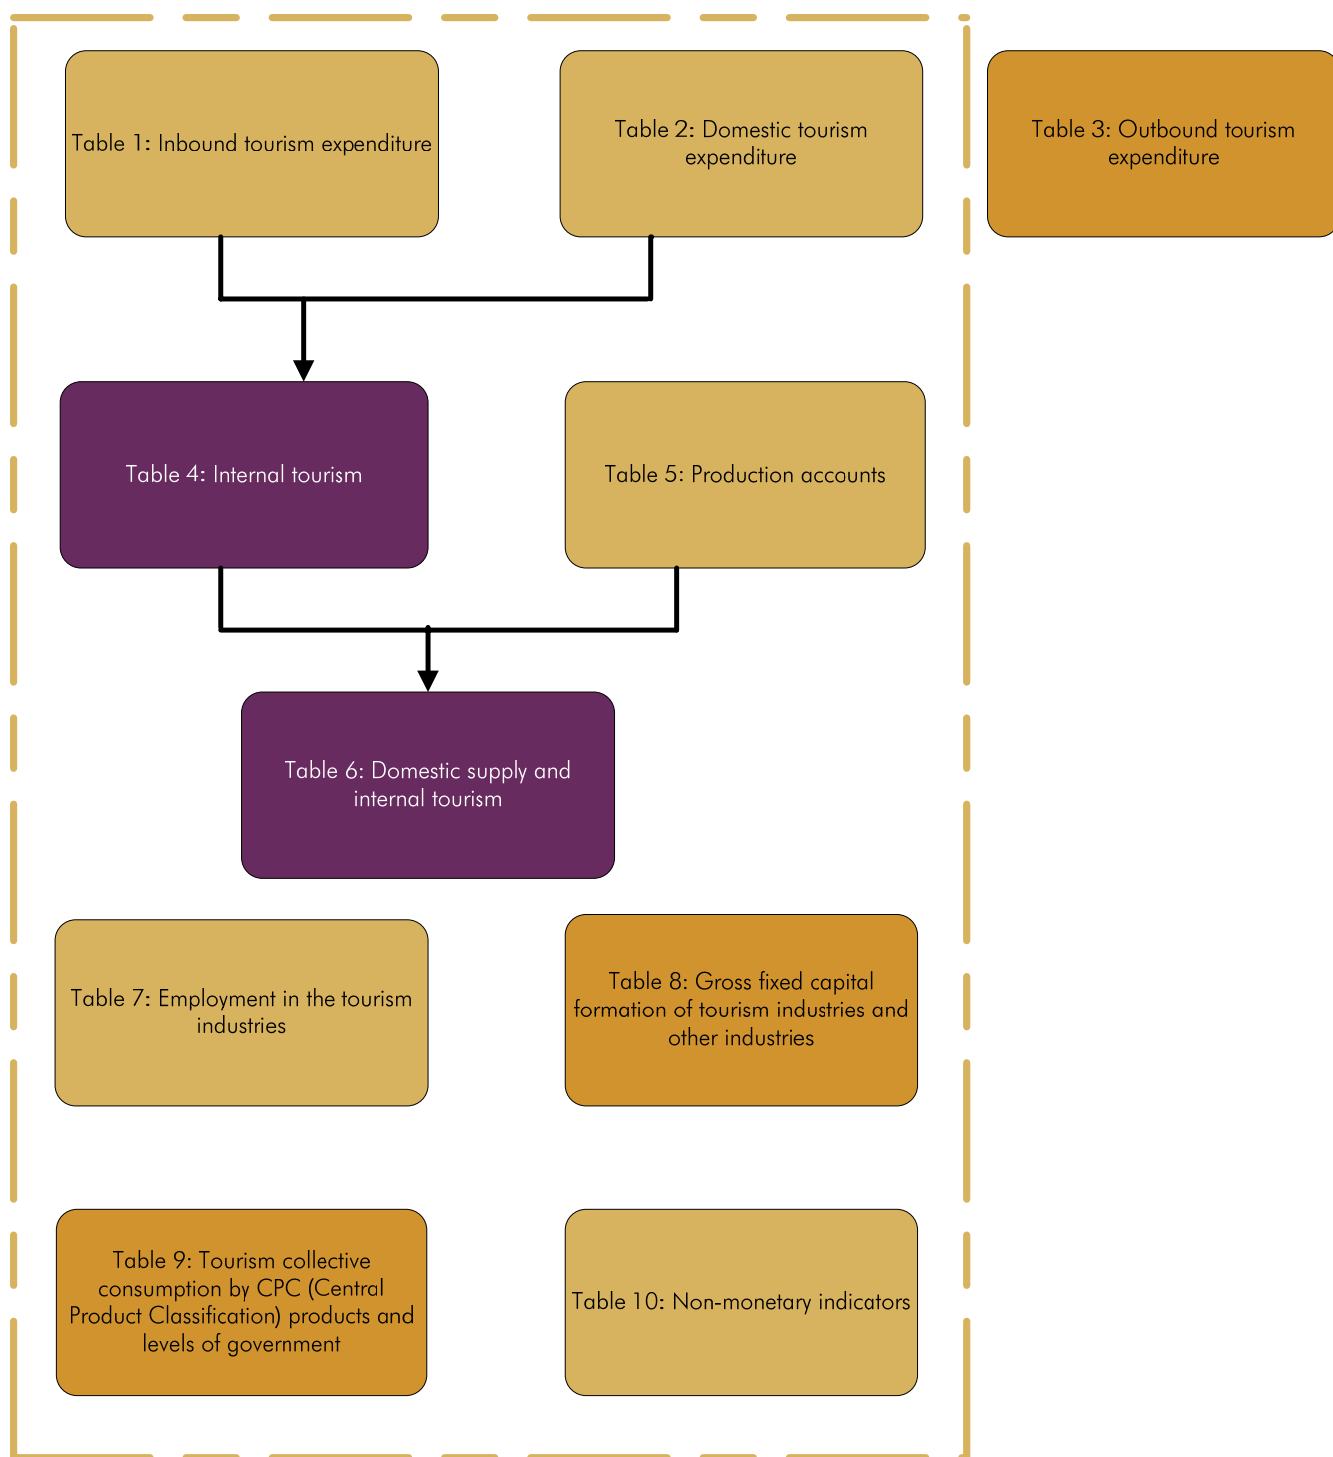 Table 1: Inbound tourism expenditure
Table 2: Domestic tourism
expenditure
Table 3: Outbound tourism
expenditure
Table 4: Internal tourism
Table 5: Production accounts
Table 6: Domestic supply and
internal tourism
Table 7: Employment in the tourism
industries
Table 8: Gross fixed capital
formation of tourism industries and
other industries
Table 9: Tourism collective
consumption by CPC (Central
Product Classification) products and
levels of government
Table 10: Non-monetary indicators